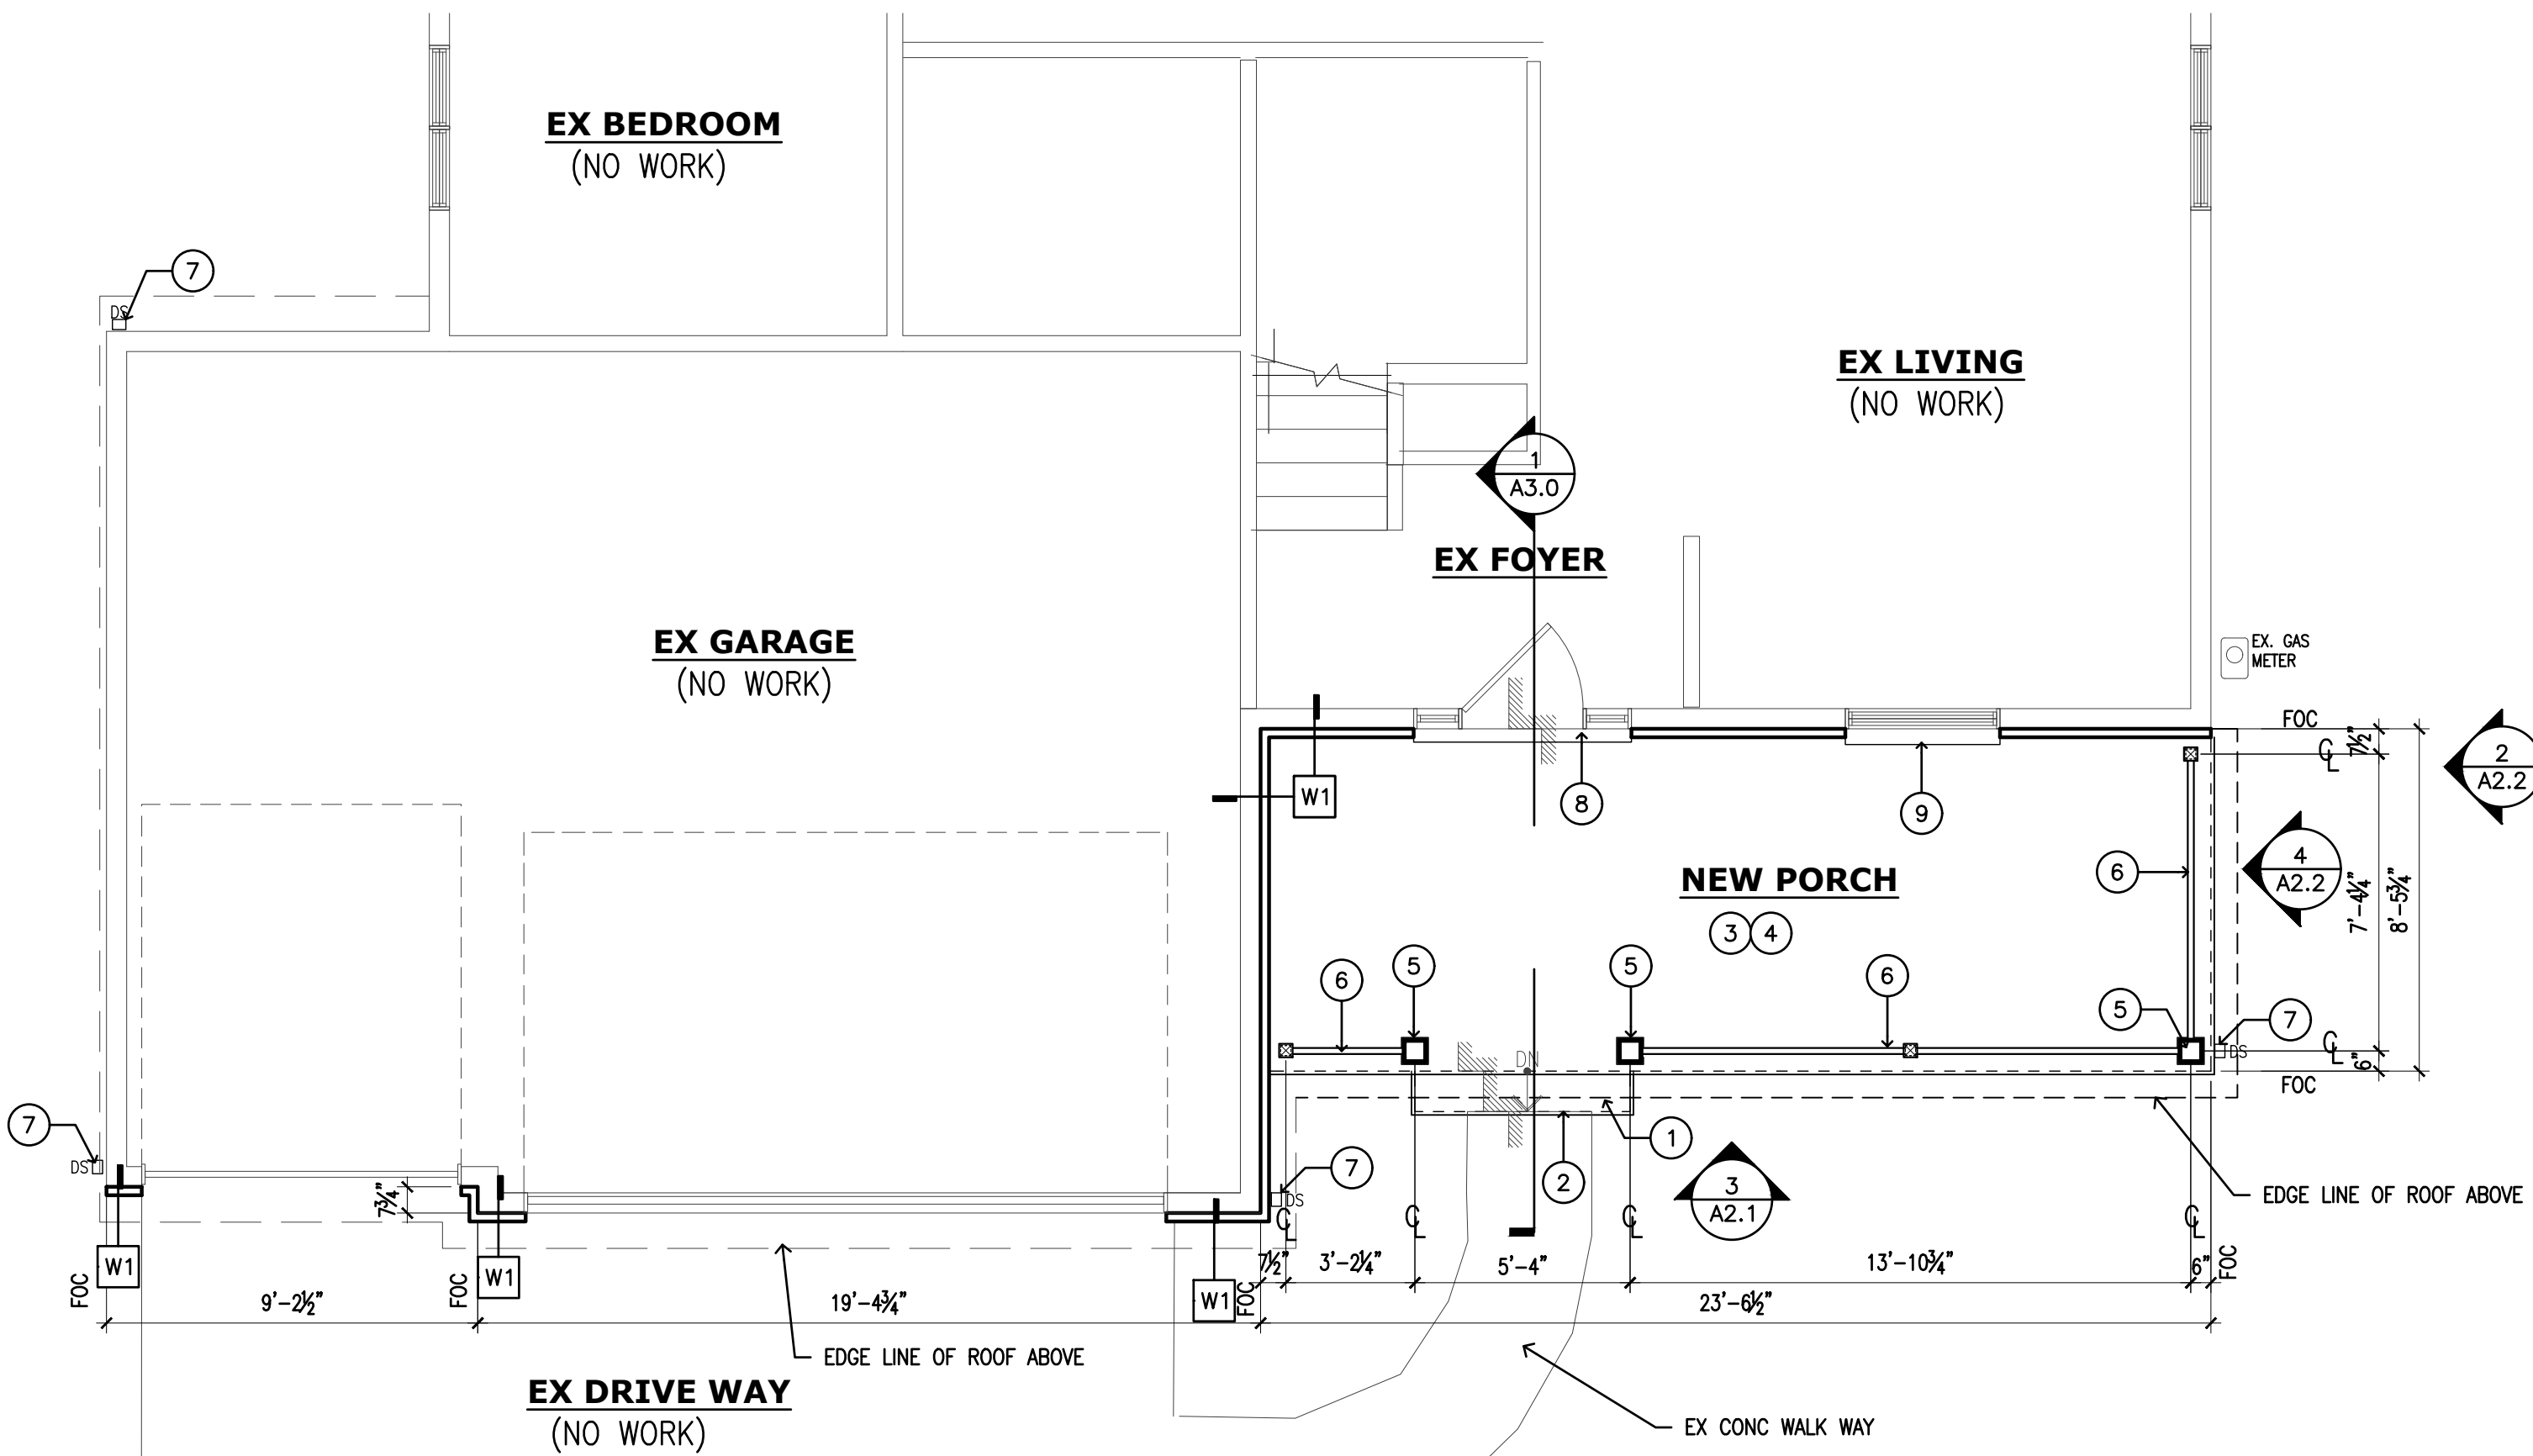 EX BEDROOM
(NO WORK)
7
DS
EX LIVING
(NO WORK)
1
A3.0
EX FOYER
EX GARAGE
(NO WORK)
EX. GAS
METER
FOC
7½"
C L
2
A2.2
W1
8
9
6
4
A2.2
7'-4¼"
8'-5¾"
NEW PORCH
3 4
5
5
6
6
5
7
DS
C L
6"
FOC
DN
7
DS
1
2
3
A2.1
7
DS
7¾"
EDGE LINE OF ROOF ABOVE
C L
C L
C L
C L
W1
W1
W1
FOC
FOC
FOC
FOC
7½"
3'-2¼"
5'-4"
13'-10¾"
6"
9'-2½"
19'-4¾"
23'-6½"
EDGE LINE OF ROOF ABOVE
EX DRIVE WAY
(NO WORK)
EX CONC WALK WAY